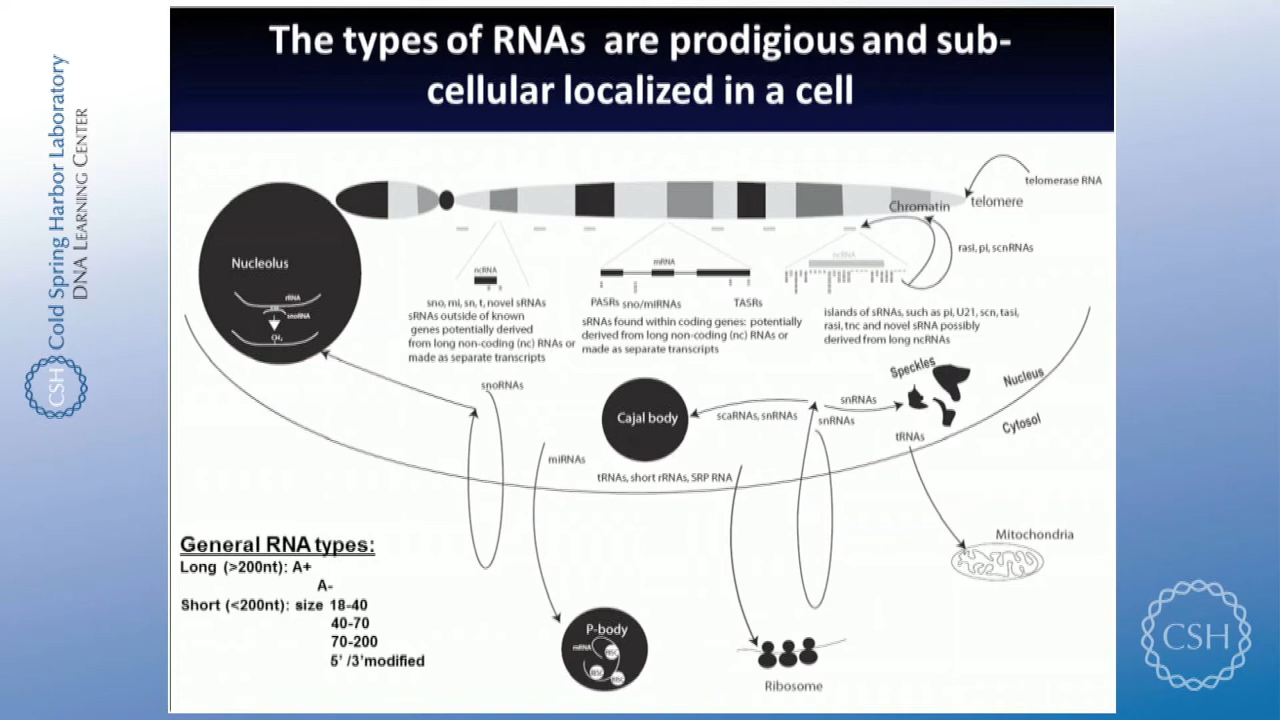 The types of RNAs are prodigious and sub-
cellular localized in a cell
Cold Spring Harbor Laboratory
DNA LEARNING CENTER
CSH
telomerase RNA
telomere
Chromatin
rasi, pi, scnRNAs
Nucleolus
rRNA
snoRNA
CH₃
ncRNA
sno, mi, sn, t, novel sRNAs
sRNAs outside of known
genes potentially derived
from long non-coding (nc) RNAs or
made as separate transcripts
mRNA
PASRs sno/miRNAs
TASRs
sRNAs found within coding genes: potentially
derived from long non-coding (nc) RNAs or
made as separate transcripts
ncRNA
islands of sRNAs, such as pi, U21, scn, tasi,
rasi, tnc and novel sRNA possibly
derived from long ncRNAs
snoRNAs
Cajal body
scaRNAs, snRNAs
snRNAs
snRNAs
Speckles
Nucleus
Cytosol
tRNAs
miRNAs
tRNAs, short rRNAs, SRP RNA
Mitochondria
General RNA types:
Long (>200nt): A+
A-
Short (<200nt): size 18-40
40-70
70-200
5' /3'modified
P-body
miRNA
RISC
RISC
RISC
Ribosome
CSH